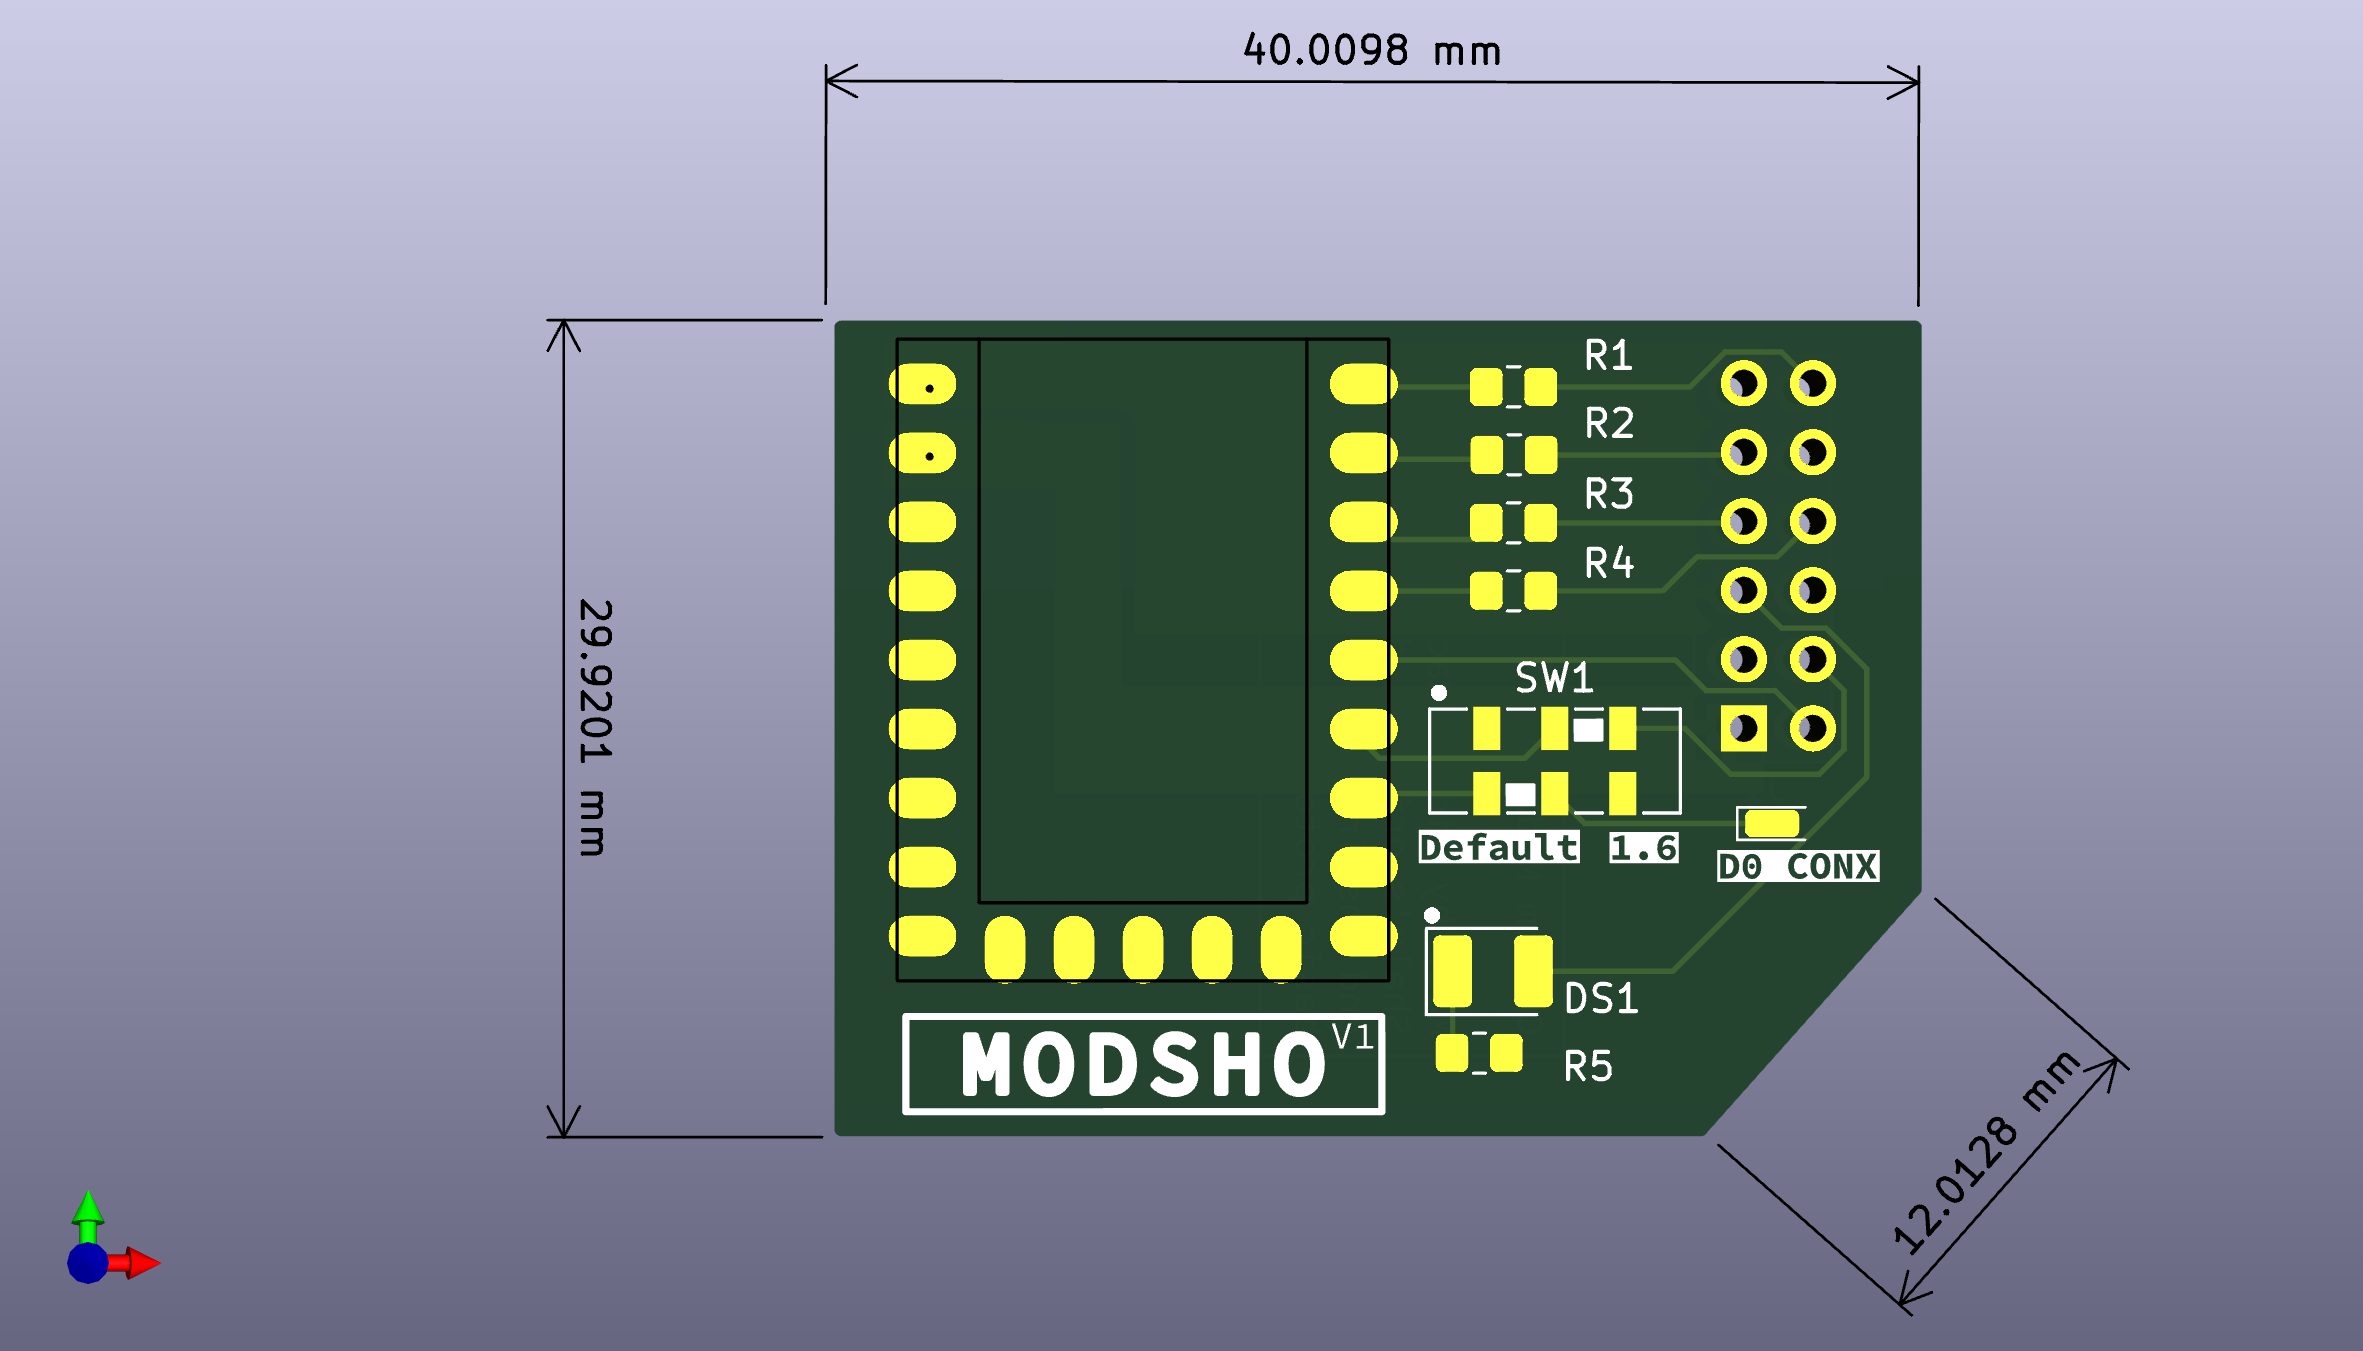 40.0098 mm
R1
R2
R3
R4
29.9201 mm
SW1
Default 1.6
D0 CONX
DS1
MODSHO V1
R5
12.0128 mm